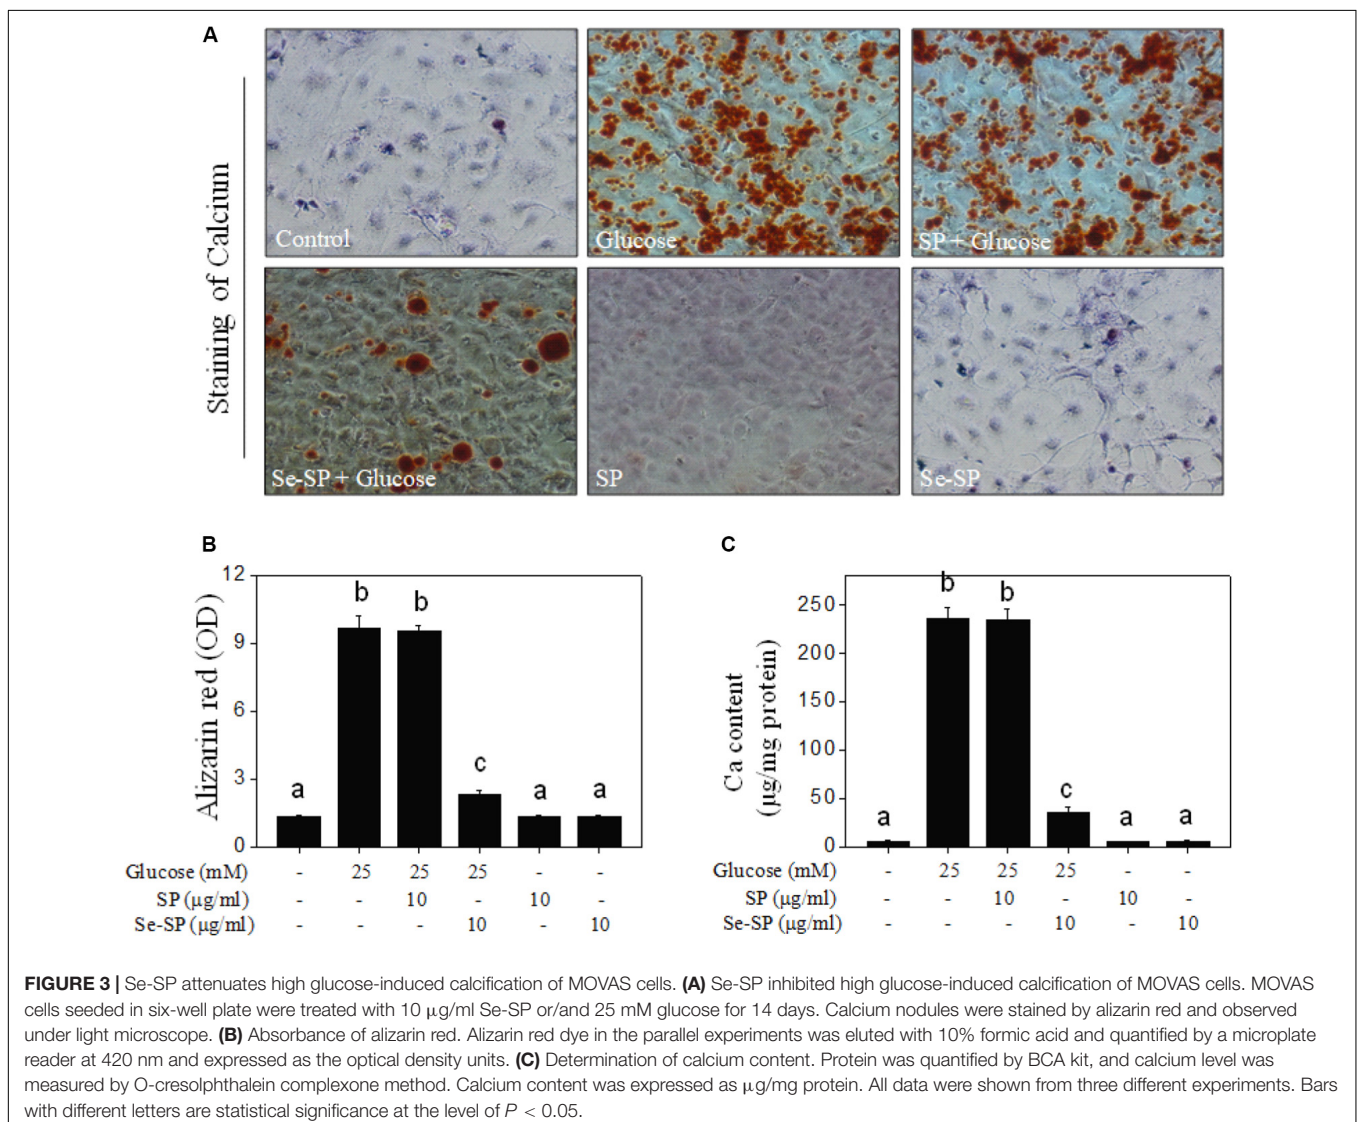 A
Staining of Calcium
Control
Glucose
SP + Glucose
Se-SP + Glucose
SP
Se-SP
B
Alizarin red (OD)
12
9
6
3
0
a
b
b
c
a
a
Glucose (mM) - 25 25 25 - -
SP (µg/ml) - - 10 - 10 -
Se-SP (µg/ml) - - - 10 - 10
C
Ca content
(µg/mg protein)
250
200
150
100
50
0
a
b
b
c
a
a
Glucose (mM) - 25 25 25 - -
SP (µg/ml) - - 10 - 10 -
Se-SP (µg/ml) - - - 10 - 10
FIGURE 3 | Se-SP attenuates high glucose-induced calcification of MOVAS cells. (A) Se-SP inhibited high glucose-induced calcification of MOVAS cells. MOVAS
cells seeded in six-well plate were treated with 10 µg/ml Se-SP or/and 25 mM glucose for 14 days. Calcium nodules were stained by alizarin red and observed
under light microscope. (B) Absorbance of alizarin red. Alizarin red dye in the parallel experiments was eluted with 10% formic acid and quantified by a microplate
reader at 420 nm and expressed as the optical density units. (C) Determination of calcium content. Protein was quantified by BCA kit, and calcium level was
measured by O-cresolphthalein complexone method. Calcium content was expressed as µg/mg protein. All data were shown from three different experiments. Bars
with different letters are statistical significance at the level of P < 0.05.